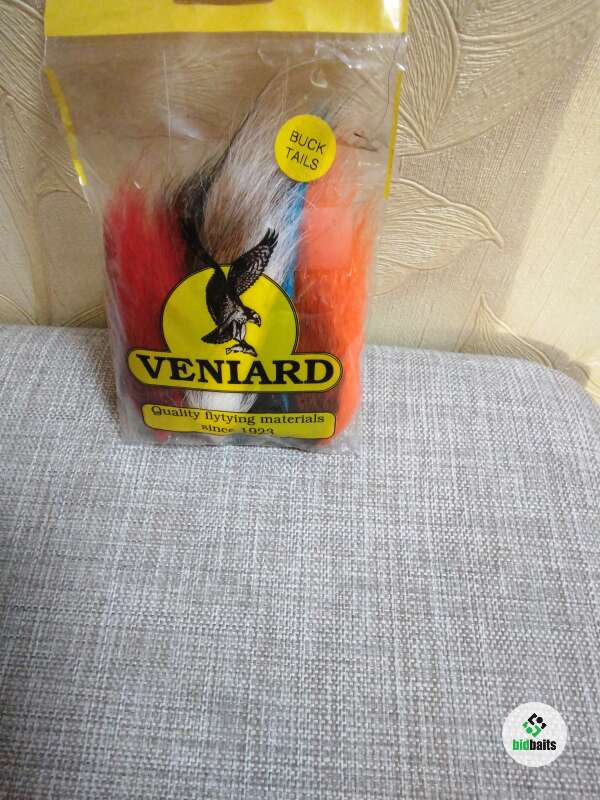 BUCK
TAILS
VENIARD
Quality flytying materials
since 1923
bidbaits